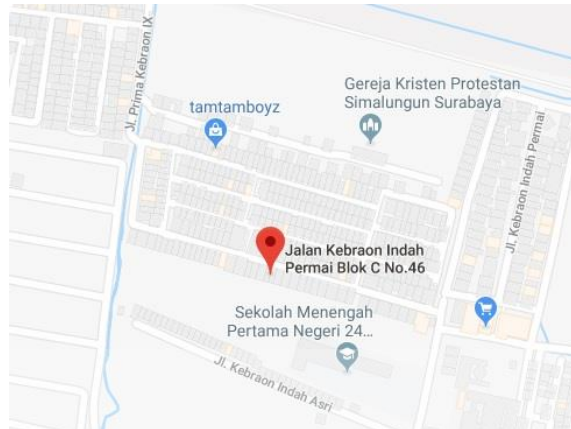 Jl. Prima Kebraon IX
tamtamboyz
Gereja Kristen Protestan
Simalungun Surabaya
Jl. Kebraon Indah Permai
Jalan Kebraon Indah
Permai Blok C No.46
Sekolah Menengah
Pertama Negeri 24...
Jl. Kebraon Indah Asri